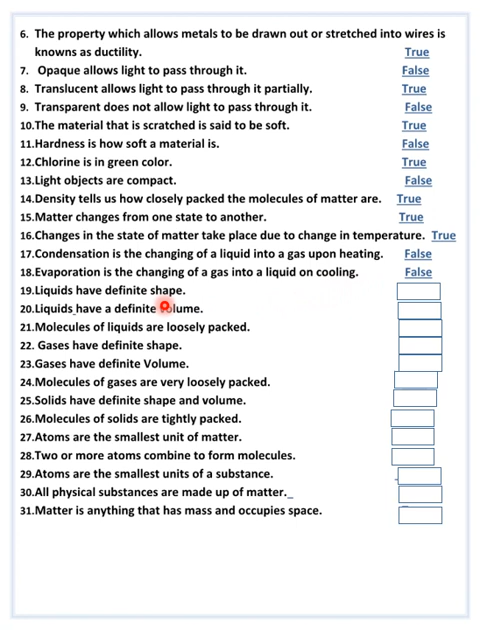 6. The property which allows metals to be drawn out or stretched into wires is
knowns as ductility. True
7. Opaque allows light to pass through it. False
8. Translucent allows light to pass through it partially. True
9. Transparent does not allow light to pass through it. False
10.The material that is scratched is said to be soft. True
11.Hardness is how soft a material is. False
12.Chlorine is in green color. True
13.Light objects are compact. False
14.Density tells us how closely packed the molecules of matter are. True
15.Matter changes from one state to another. True
16.Changes in the state of matter take place due to change in temperature. True
17.Condensation is the changing of a liquid into a gas upon heating. False
18.Evaporation is the changing of a gas into a liquid on cooling. False
19.Liquids have definite shape.
20.Liquids have a definite Volume.
21.Molecules of liquids are loosely packed.
22. Gases have definite shape.
23.Gases have definite Volume.
24.Molecules of gases are very loosely packed.
25.Solids have definite shape and volume.
26.Molecules of solids are tightly packed.
27.Atoms are the smallest unit of matter.
28.Two or more atoms combine to form molecules.
29.Atoms are the smallest units of a substance.
30.All physical substances are made up of matter.
31.Matter is anything that has mass and occupies space.